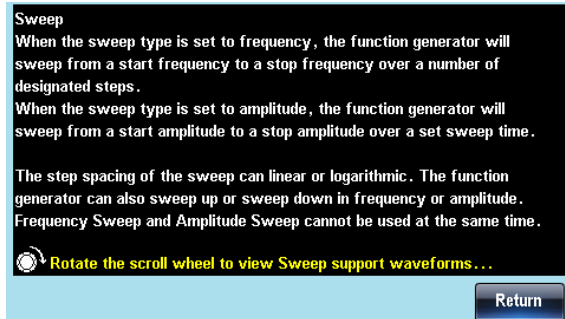 Sweep
When the sweep type is set to frequency, the function generator will
sweep from a start frequency to a stop frequency over a number of
designated steps.
When the sweep type is set to amplitude, the function generator will
sweep from a start amplitude to a stop amplitude over a set sweep time.
The step spacing of the sweep can linear or logarithmic. The function
generator can also sweep up or sweep down in frequency or amplitude.
Frequency Sweep and Amplitude Sweep cannot be used at the same time.
Rotate the scroll wheel to view Sweep support waveforms...
Return